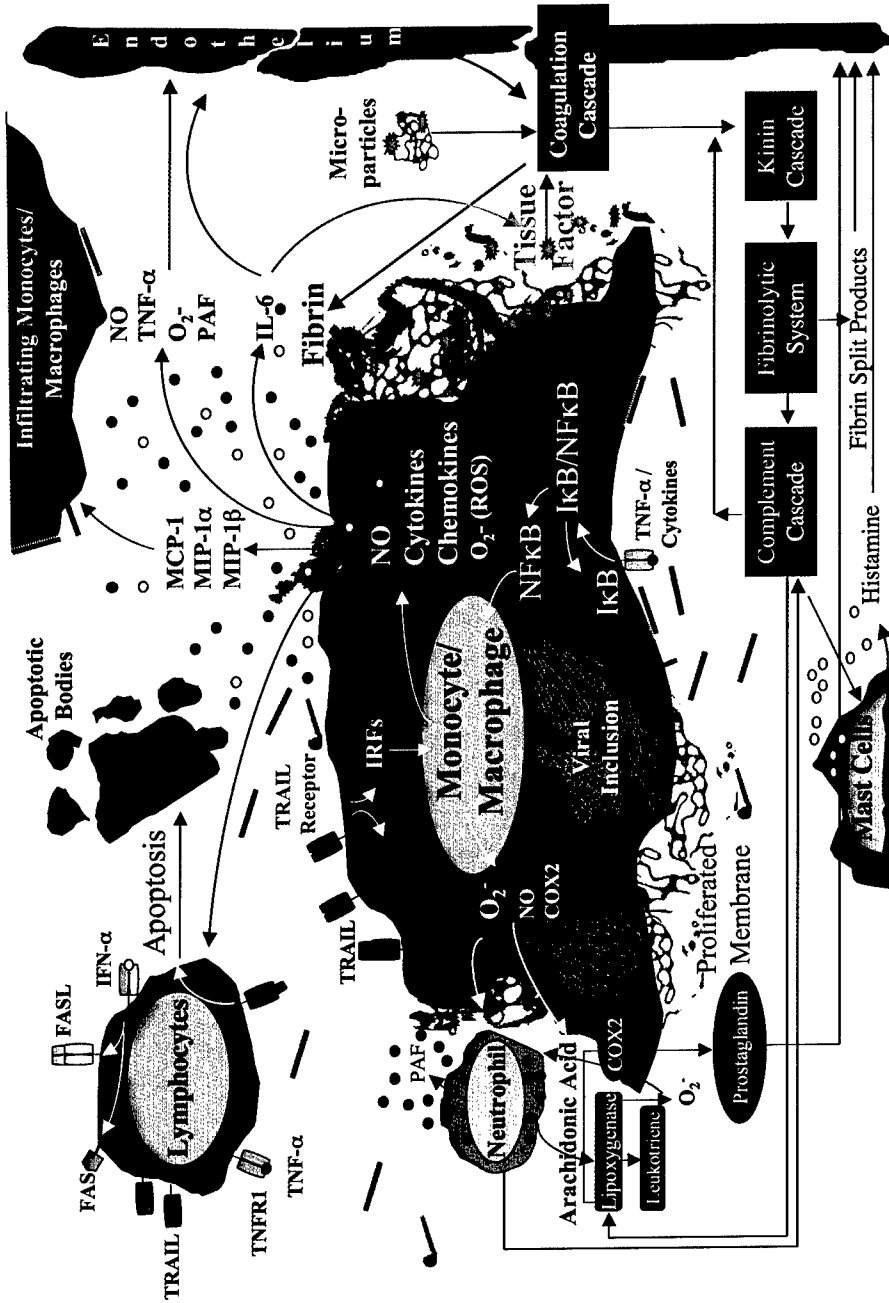 Lymphocytes
FAS
FASL
IFN-α
TRAIL
TNFR1
TNF-α
Apoptosis
Apoptotic
Bodies
Infiltrating Monocytes/
Macrophages
MCP-1
MIP-1α
MIP-1β
NO
TNF-α
O2-
PAF
IL-6
Endothelium
TRAIL
TRAIL
Receptor
IRFs
Monocyte/
Macrophage
NO
Cytokines
Chemokines
O2- (ROS)
Fibrin
Micro-
particles
Tissue
Factor
Coagulation
Cascade
PAF
Neutrophil
O2-
NO
COX2
Viral
Inclusion
NFκB
IκB/NFκB
IκB
TNF-α/
Cytokines
Arachidonic Acid
COX2
Lipoxygenase
Leukotriene
O2-
Prostaglandin
Proliferated
Membrane
Complement
Cascade
Fibrinolytic
System
Kinin
Cascade
Mast Cell
Histamine
Fibrin Split Products